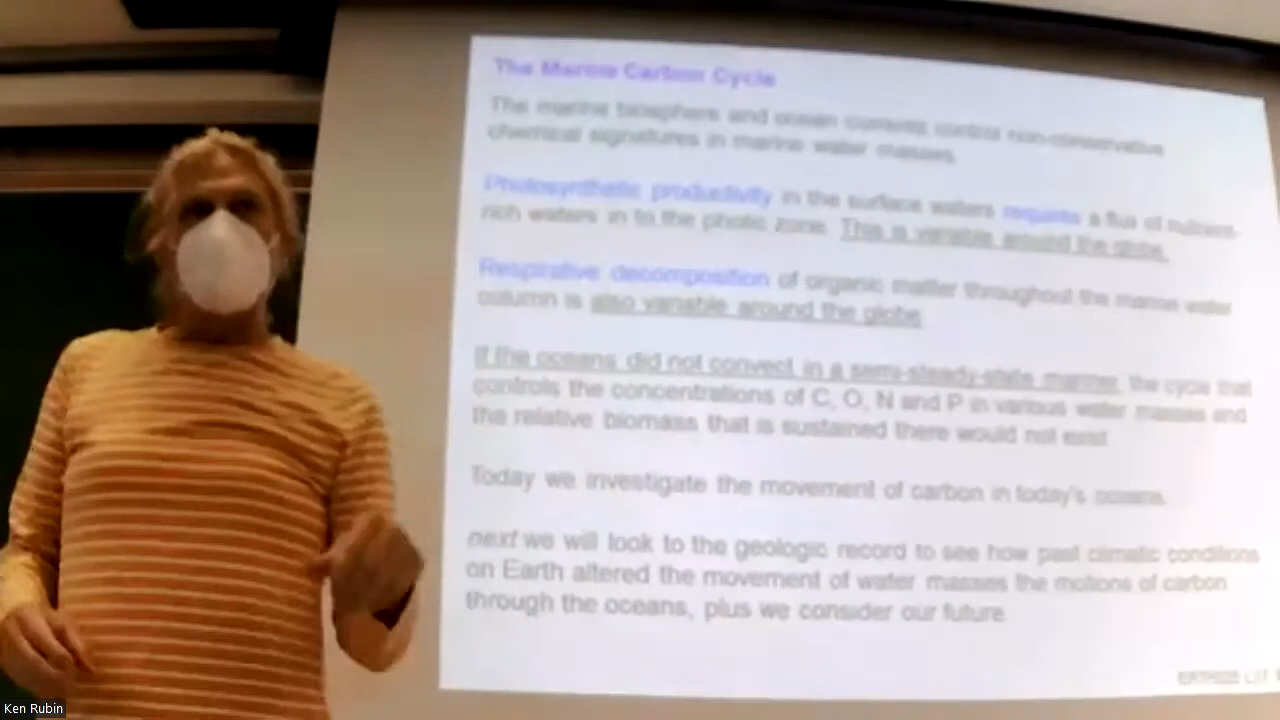 The Marine Carbon Cycle
The marine biosphere and ocean currents control non-conservative
chemical signatures in marine water masses.
Photosynthetic productivity in the surface waters requires a flux of nutrient-
rich waters in to the photic zone. This is variable around the globe.
Respirative decomposition of organic matter throughout the marine water
column is also variable around the globe.
If the oceans did not convect in a semi-steady-state manner, the cycle that
controls the concentrations of C, O, N and P in various water masses and
the relative biomass that is sustained there would not exist.
Today we investigate the movement of carbon in today's oceans.
next we will look to the geologic record to see how past climatic conditions
on Earth altered the movement of water masses the motions of carbon
through the oceans, plus we consider our future.
Ken Rubin